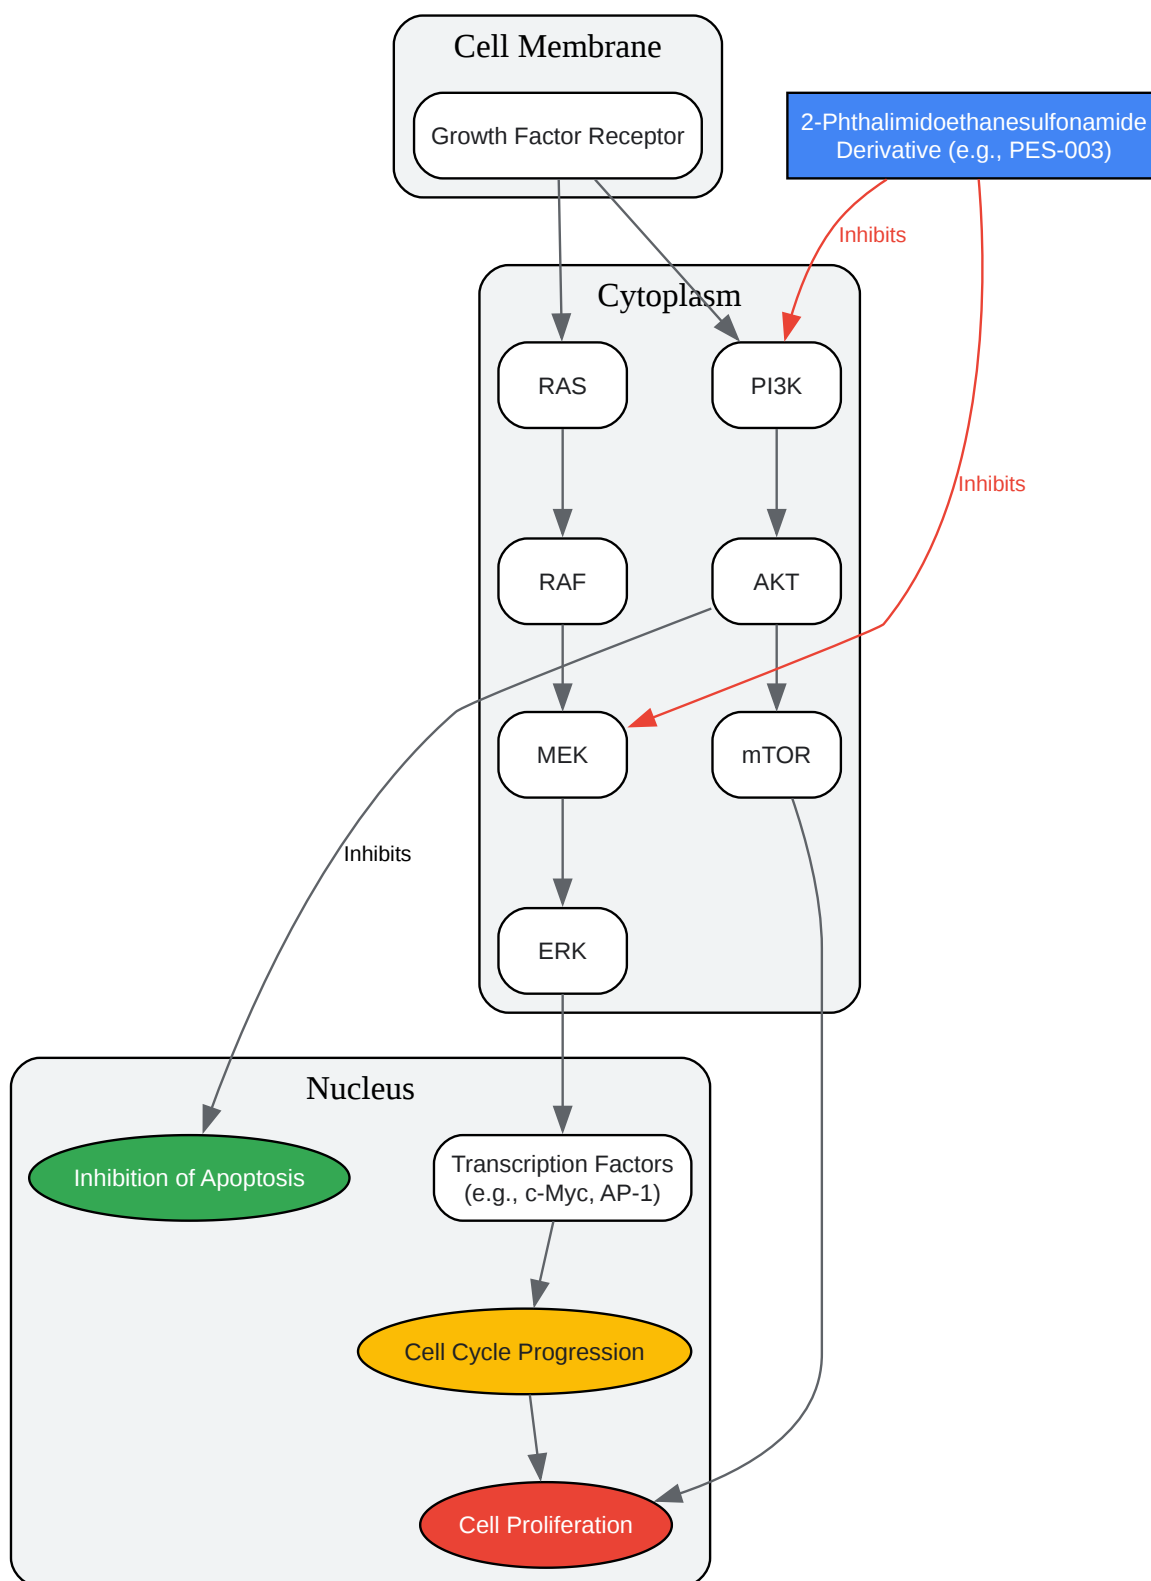 Cell Membrane
Growth Factor Receptor
2-Phthalimidoethanesulfonamide
Derivative (e.g., PES-003)
Inhibits
Cytoplasm
RAS
PI3K
Inhibits
RAF
AKT
MEK
mTOR
Inhibits
ERK
Nucleus
Inhibition of Apoptosis
Transcription Factors
(e.g., c-Myc, AP-1)
Cell Cycle Progression
Cell Proliferation